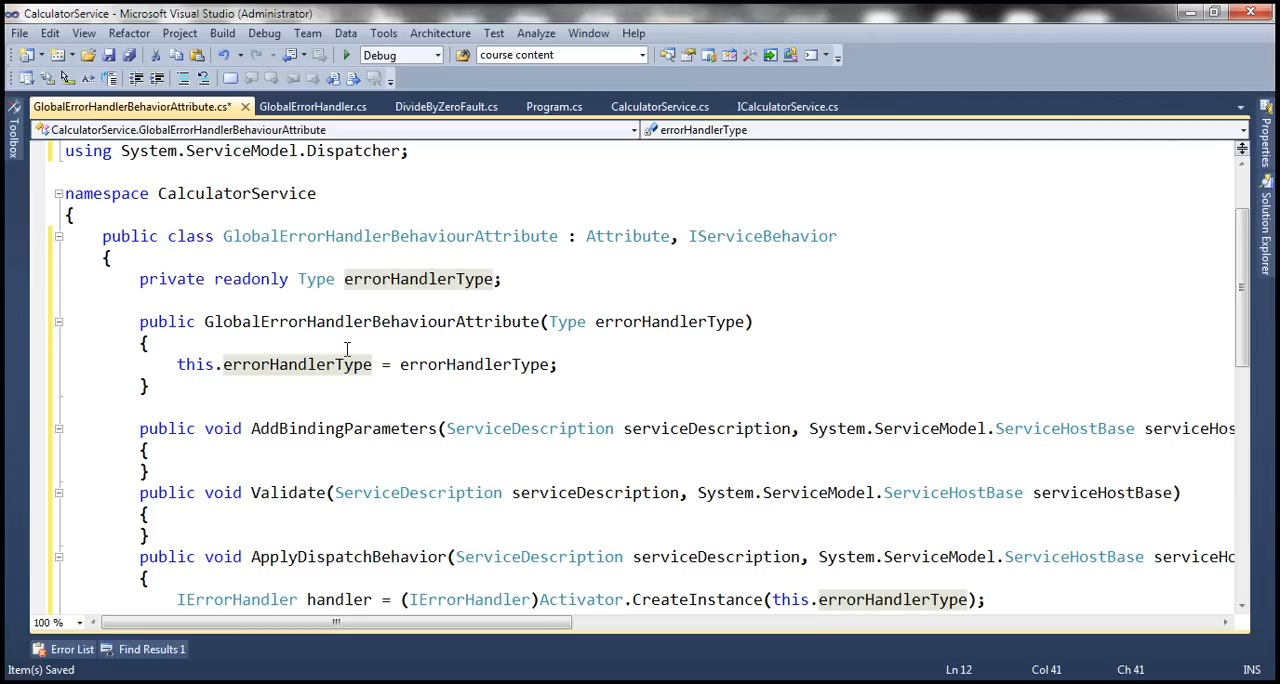 CalculatorService - Microsoft Visual Studio (Administrator)
File Edit View Refactor Project Build Debug Team Data Tools Architecture Test Analyze Window Help
Debug course content
GlobalErrorHandlerBehaviorAttribute.cs* GlobalErrorHandler.cs DivideByZeroFault.cs Program.cs CalculatorService.cs ICalculatorService.cs
CalculatorService.GlobalErrorHandlerBehaviourAttribute errorHandlerType
Toolbox
Properties
Solution Explorer
using System.ServiceModel.Dispatcher;
namespace CalculatorService
{
public class GlobalErrorHandlerBehaviourAttribute : Attribute, IServiceBehavior
{
private readonly Type errorHandlerType;
public GlobalErrorHandlerBehaviourAttribute(Type errorHandlerType)
{
this.errorHandlerType = errorHandlerType;
}
public void AddBindingParameters(ServiceDescription serviceDescription, System.ServiceModel.ServiceHostBase serviceHos
{
}
public void Validate(ServiceDescription serviceDescription, System.ServiceModel.ServiceHostBase serviceHostBase)
{
}
public void ApplyDispatchBehavior(ServiceDescription serviceDescription, System.ServiceModel.ServiceHostBase serviceHo
{
IErrorHandler handler = (IErrorHandler)Activator.CreateInstance(this.errorHandlerType);
100 %
Error List Find Results 1
Item(s) Saved Ln 12 Col 41 Ch 41 INS